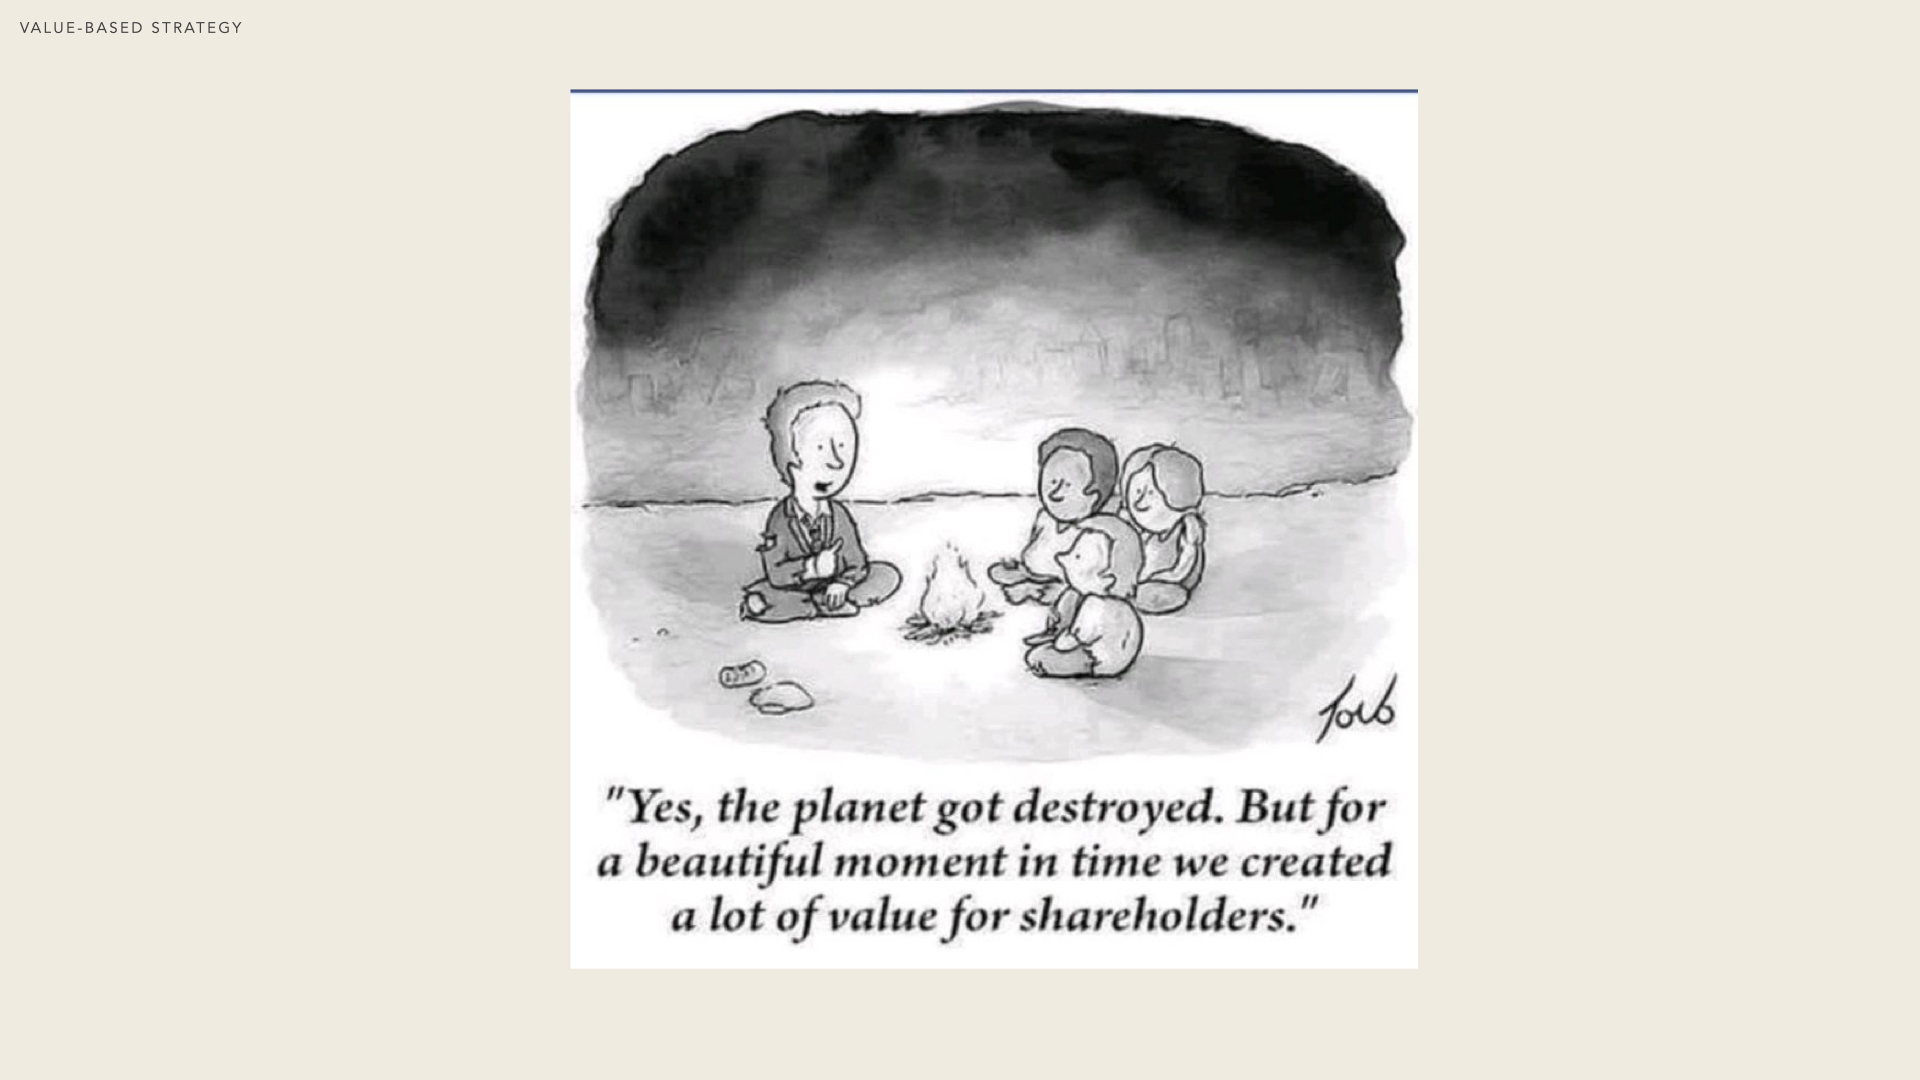 VALUE-BASED STRATEGY
Toro
"Yes, the planet got destroyed. But for
a beautiful moment in time we created
a lot of value for shareholders."